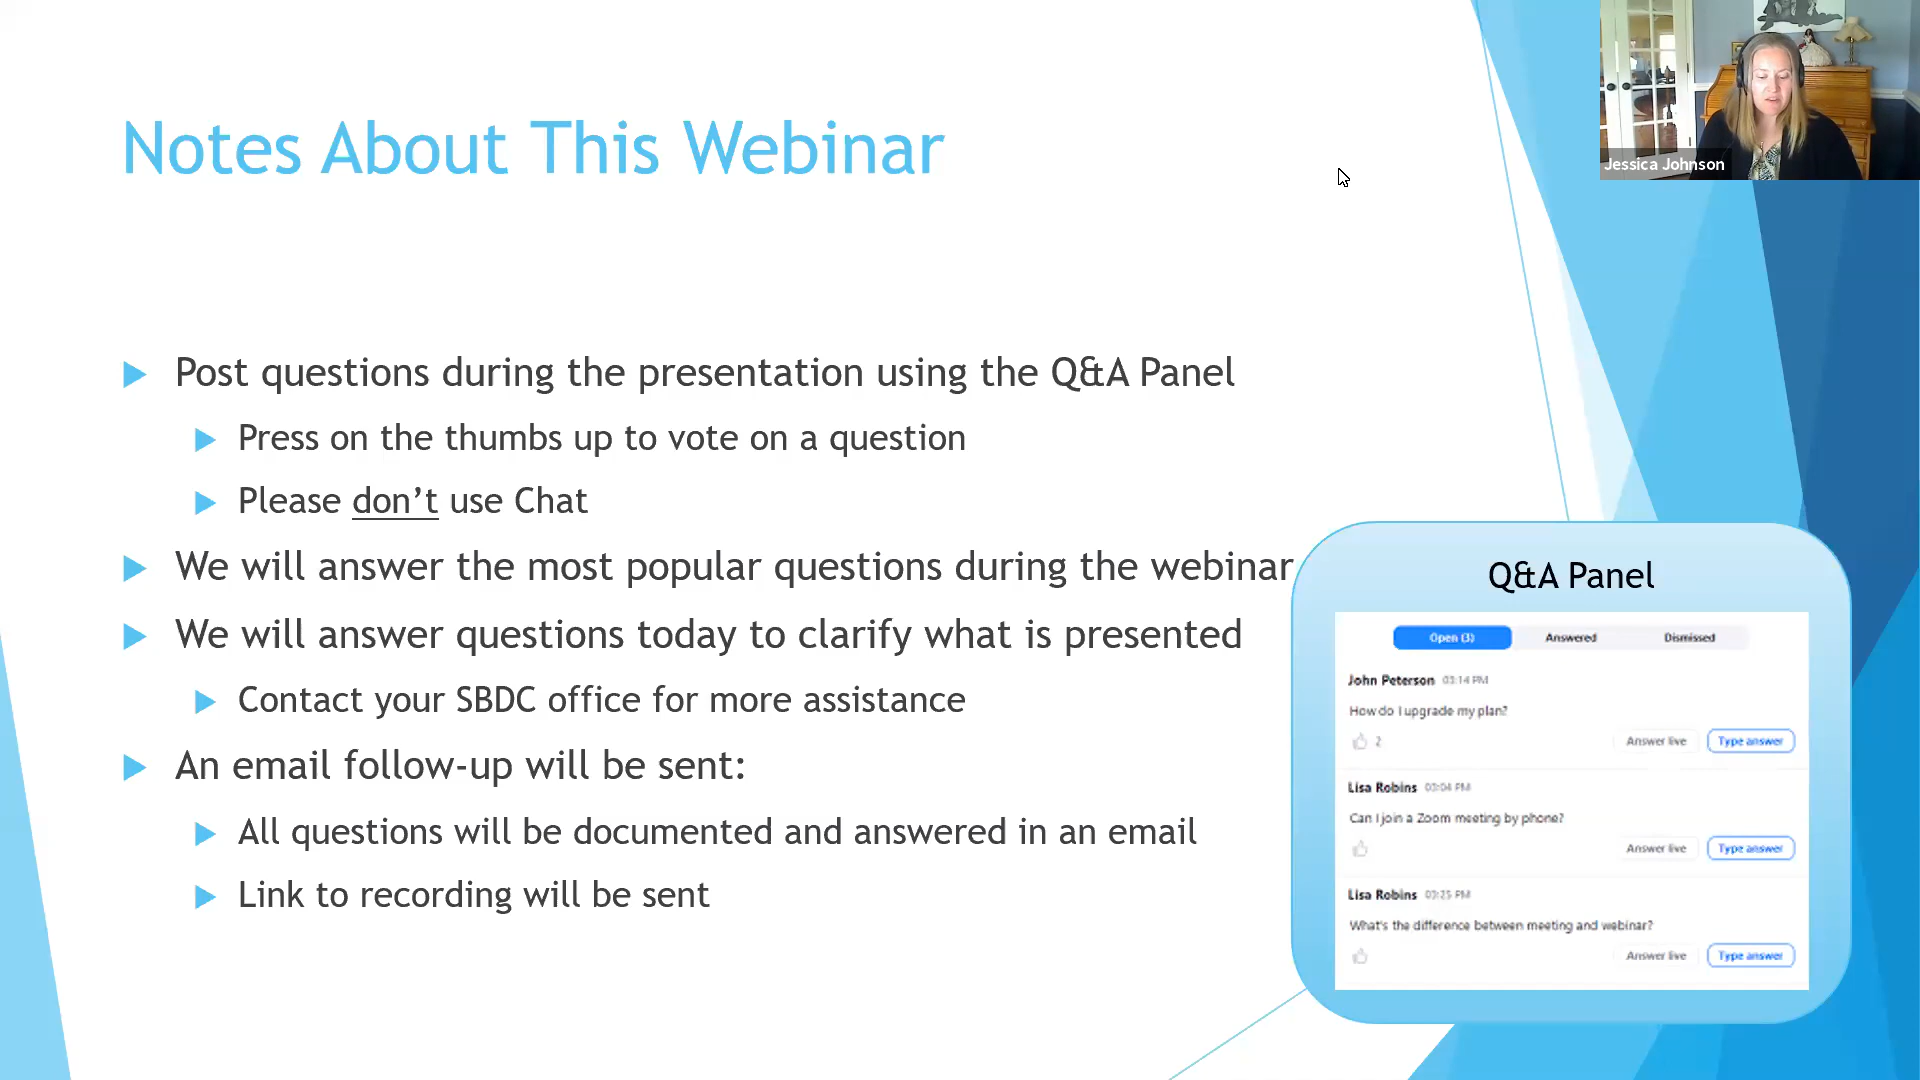 Notes About This Webinar
Jessica Johnson
Post questions during the presentation using the Q&A Panel
Press on the thumbs up to vote on a question
Please don’t use Chat
We will answer the most popular questions during the webinar
We will answer questions today to clarify what is presented
Contact your SBDC office for more assistance
An email follow-up will be sent:
All questions will be documented and answered in an email
Link to recording will be sent
Q&A Panel
Open (3) Answered Dismissed
John Peterson 03:14 PM
How do I upgrade my plan?
2 Answer live Type answer
Lisa Robins 03:04 PM
Can I join a Zoom meeting by phone?
Answer live Type answer
Lisa Robins 03:25 PM
What's the difference between meeting and webinar?
Answer live Type answer